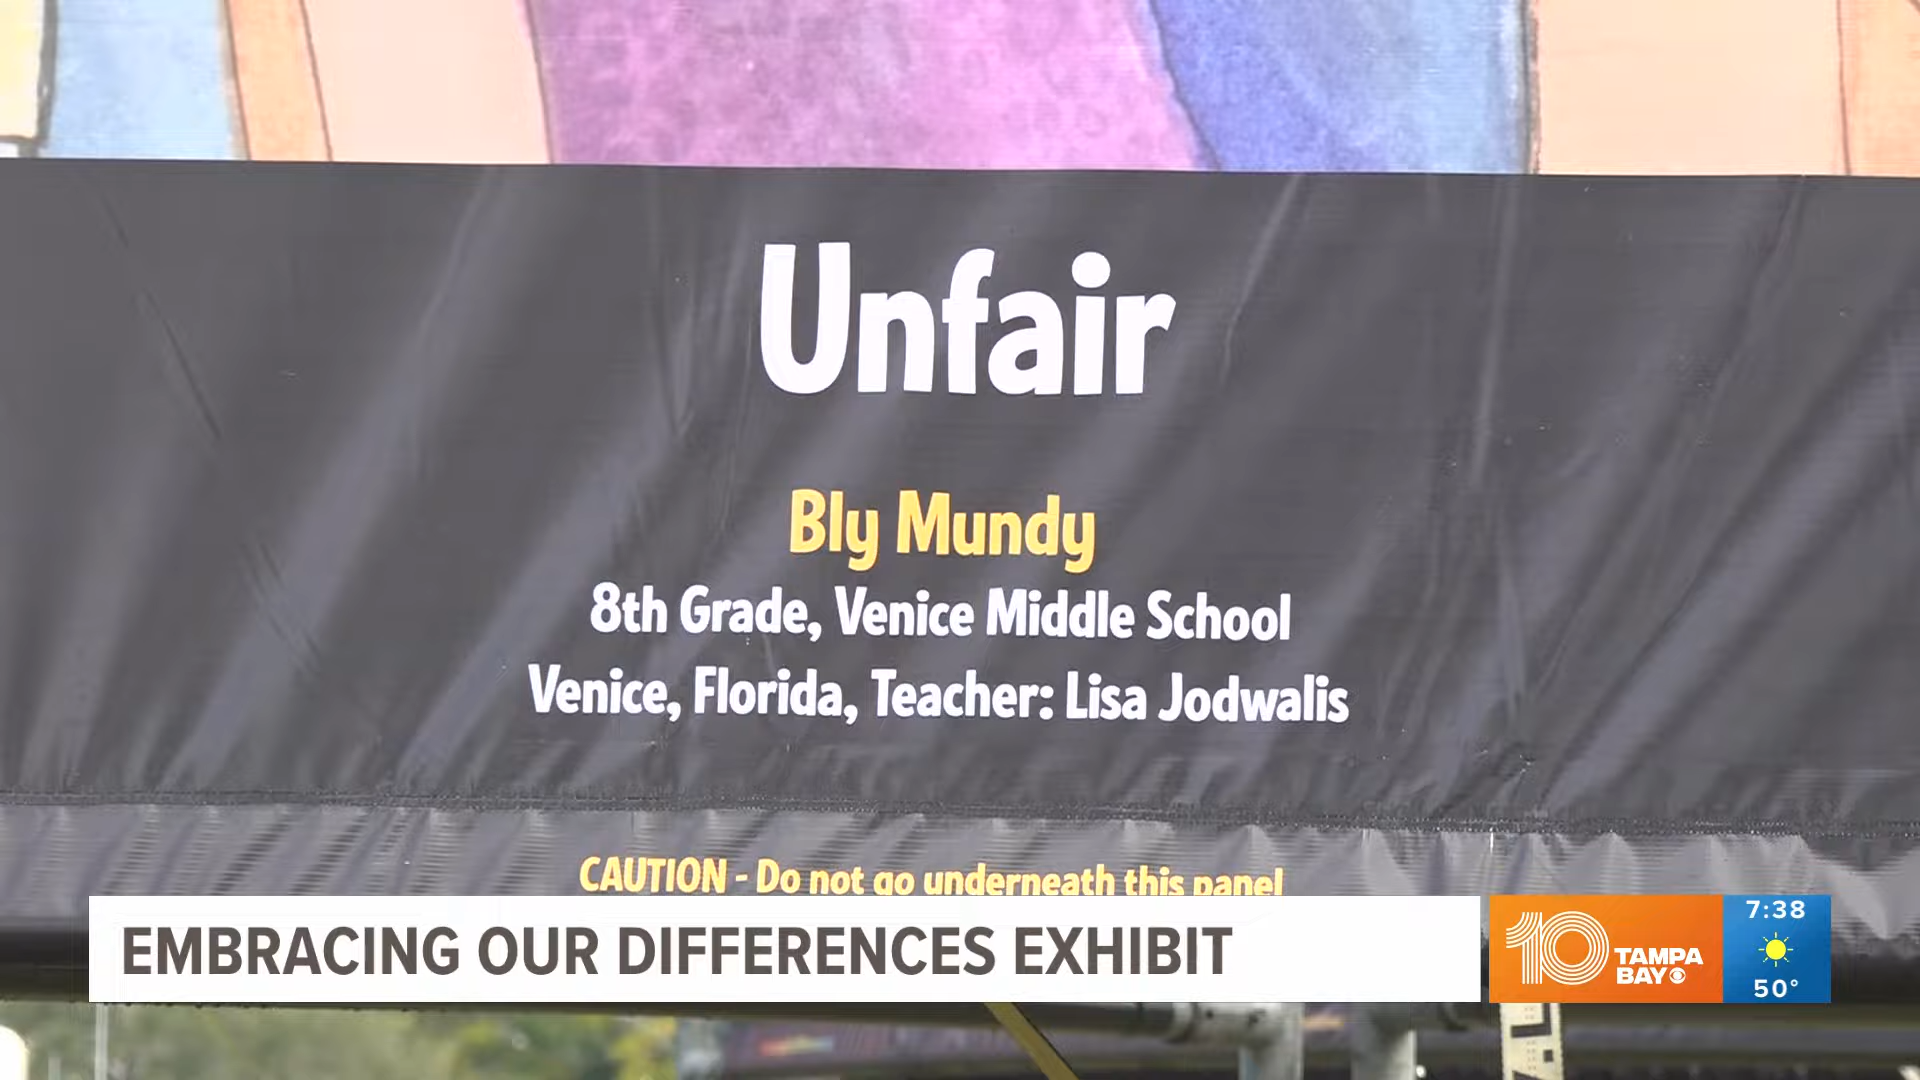 Unfair
Bly Mundy
8th Grade, Venice Middle School
Venice, Florida, Teacher: Lisa Jodwalis
CAUTION - Do not go underneath this panel
EMBRACING OUR DIFFERENCES EXHIBIT
10 TAMPA
BAY
7:38
50°